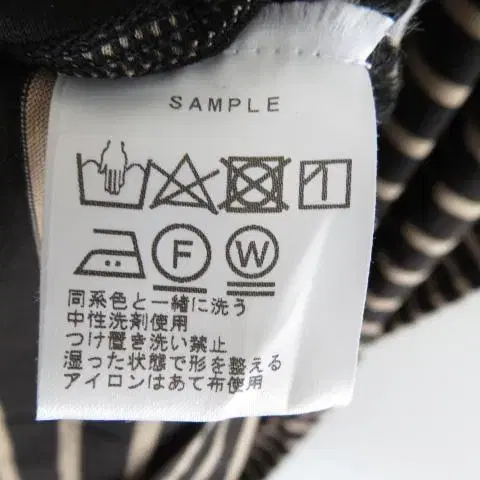 SAMPLE
F W
同系色と一緒に洗う
中性洗剤使用
つけ置き洗い禁止
湿った状態で形を整える
アイロンはあて布使用